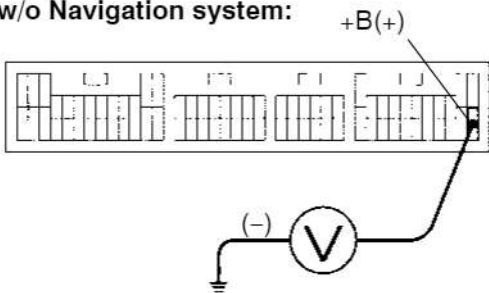 w/o Navigation system:
+B(+)
(−)
V